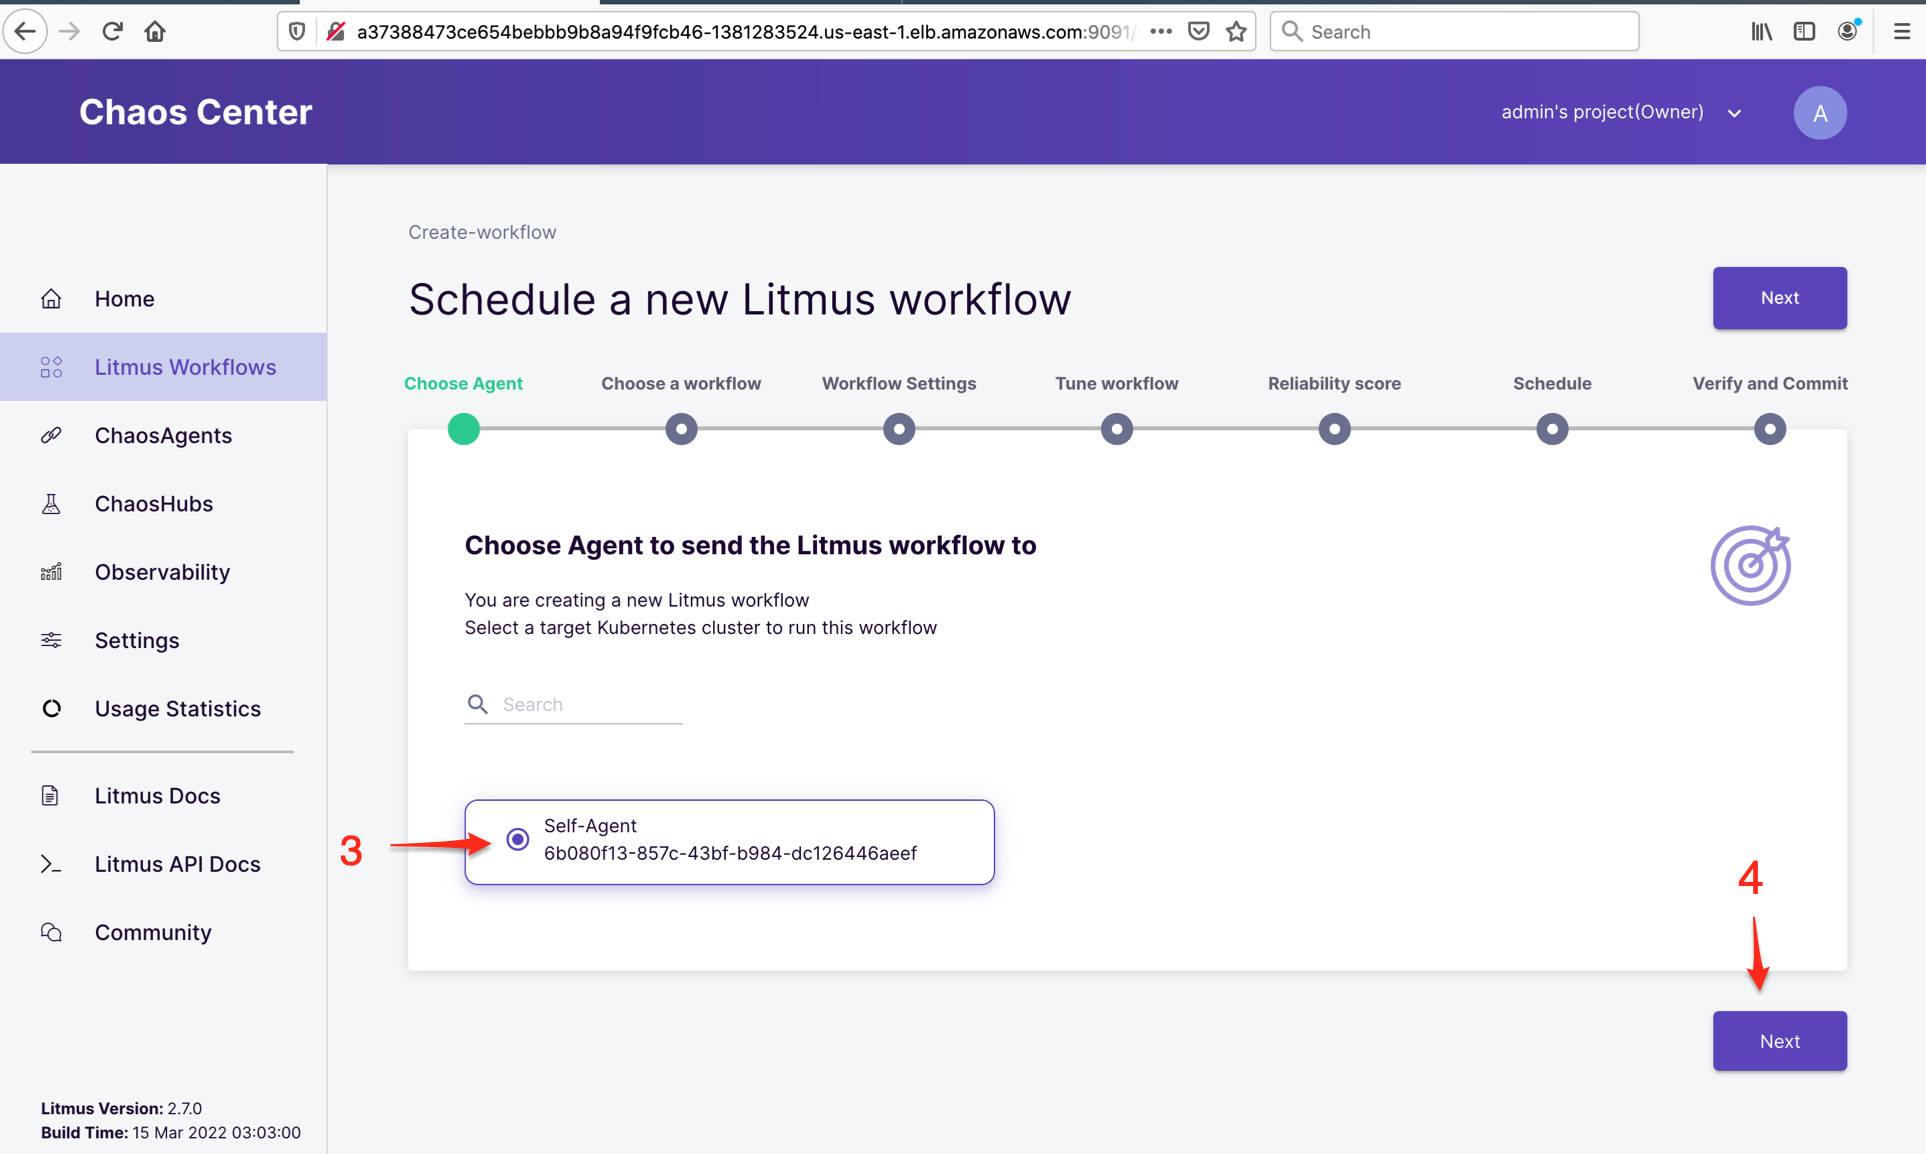 a37388473ce654bebbb9b8a94f9fcb46-1381283524.us-east-1.elb.amazonaws.com:9091/
Search
Chaos Center
admin's project(Owner)
A
Create-workflow
Schedule a new Litmus workflow
Next
Home
Litmus Workflows
ChaosAgents
ChaosHubs
Observability
Settings
Usage Statistics
Litmus Docs
Litmus API Docs
Community
Choose Agent
Choose a workflow
Workflow Settings
Tune workflow
Reliability score
Schedule
Verify and Commit
Choose Agent to send the Litmus workflow to
You are creating a new Litmus workflow
Select a target Kubernetes cluster to run this workflow
Search
3
Self-Agent
6b080f13-857c-43bf-b984-dc126446aeef
4
Next
Litmus Version: 2.7.0
Build Time: 15 Mar 2022 03:03:00